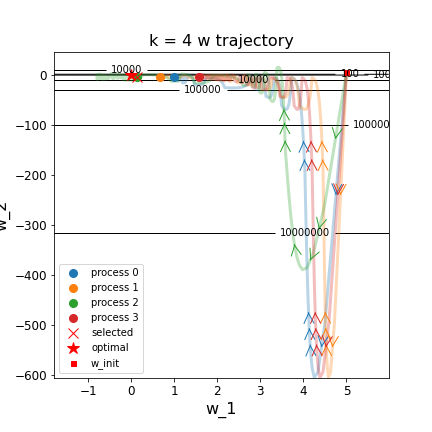 k = 4 w trajectory
w_2
0
−100
−200
−300
−400
−500
−600
10000
100
10000
100000
100000
10000000
process 0
process 1
process 2
process 3
selected
optimal
w_init
−1
0
1
2
3
4
5
w_1